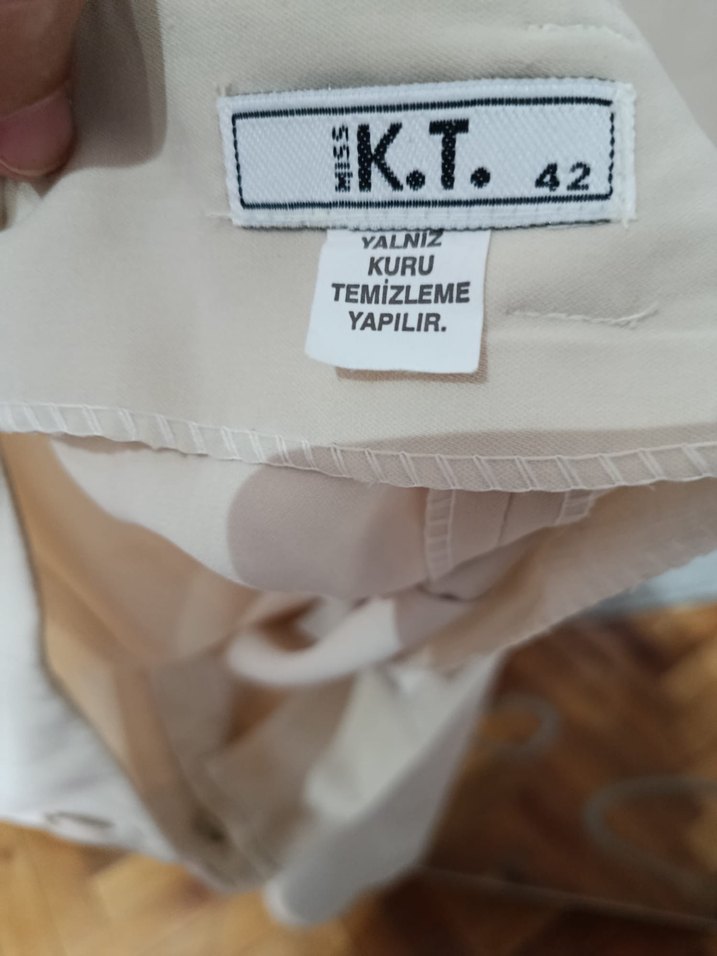 MISS K.T. 42
YALNIZ
KURU
TEMİZLEME
YAPILIR.